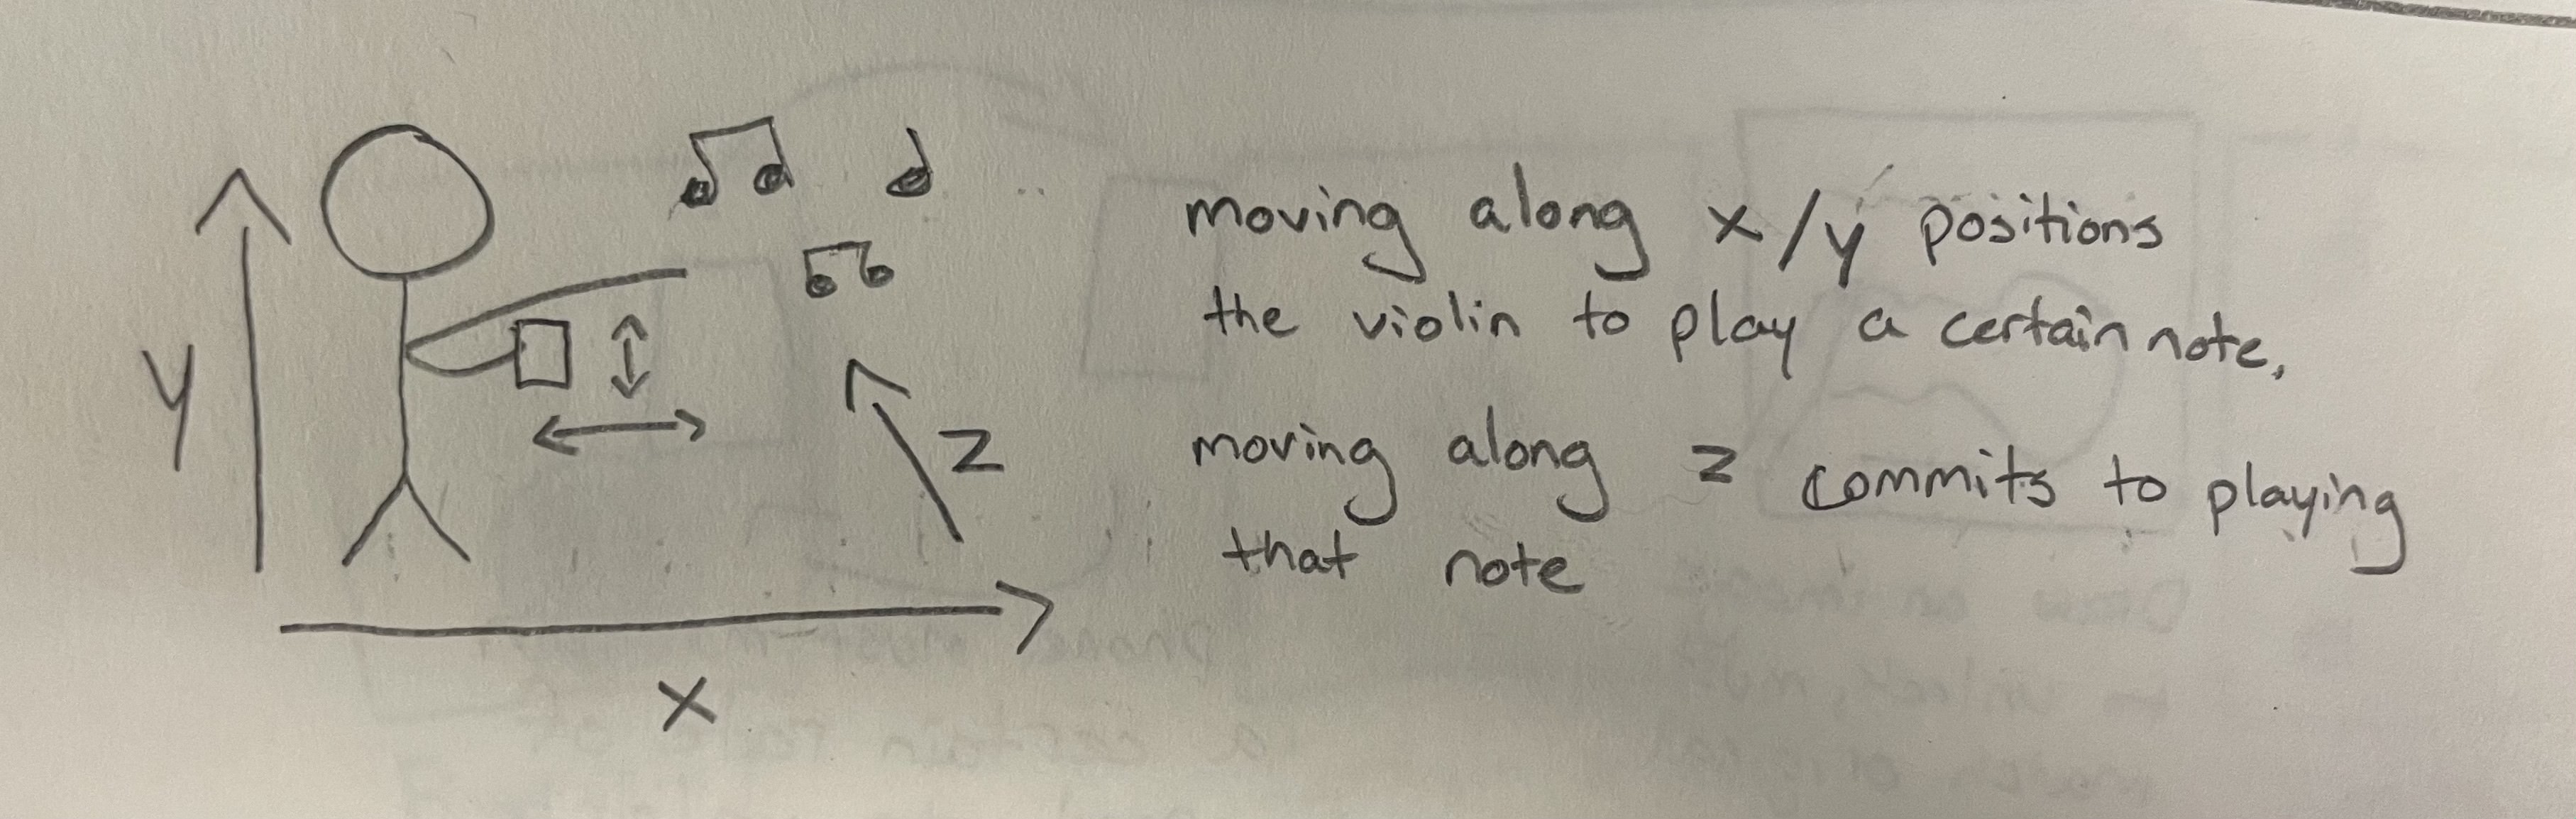 moving along x/y positions
the violin to play a certain note.
moving along z commits to playing
that note
y
z
x